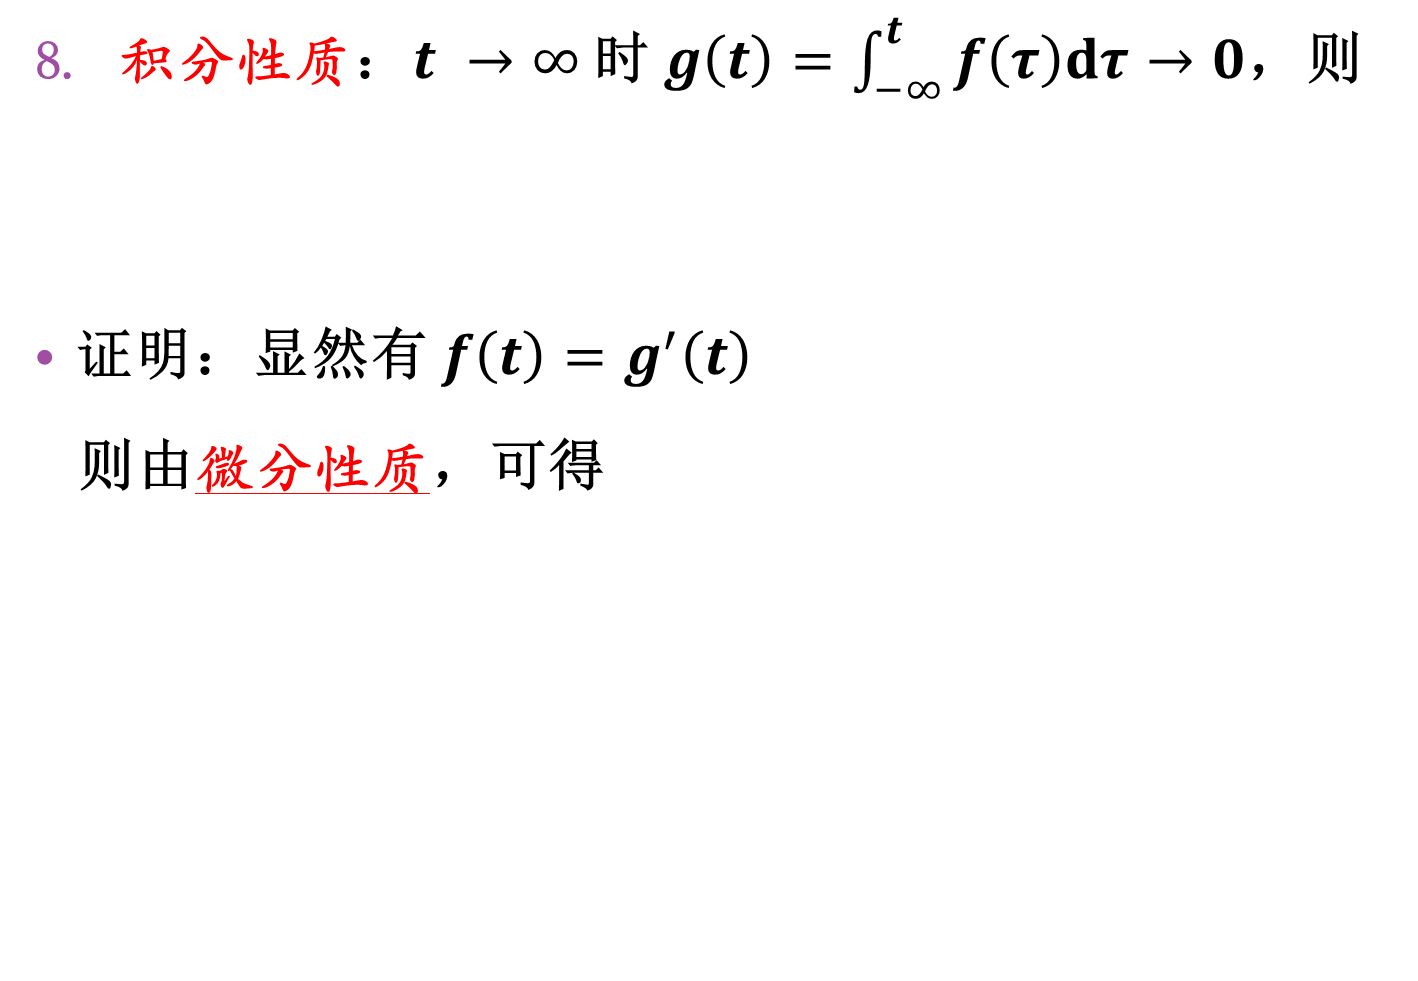 8. 积分性质：t → ∞ 时 g(t) = ∫_{-∞}^{t} f(τ)dτ → 0，则
• 证明：显然有 f(t) = g′(t)
则由微分性质，可得